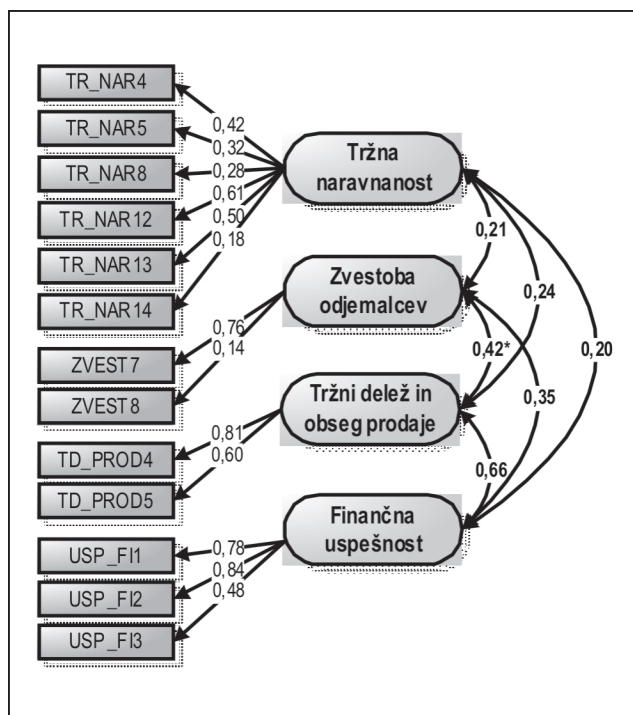 TR_NAR4
TR_NAR5
TR_NAR8
TR_NAR12
TR_NAR13
TR_NAR14
ZVEST7
ZVEST8
TD_PROD4
TD_PROD5
USP_FI1
USP_FI2
USP_FI3
0,42
0,32
0,28
0,61
0,50
0,18
0,76
0,14
0,81
0,60
0,78
0,84
0,48
Tržna
naravnanost
Zvestoba
odjemalcev
Tržni delež in
obseg prodaje
Finančna
uspešnost
0,21
0,24
0,42*
0,20
0,35
0,66